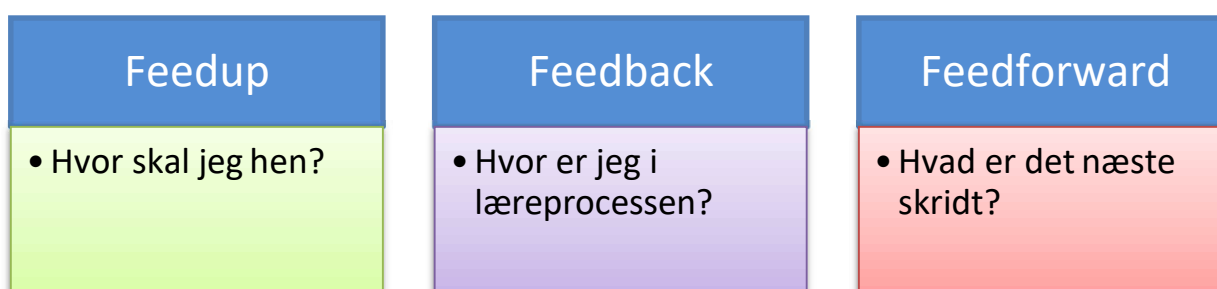 Feedup
• Hvor skal jeg hen?
Feedback
• Hvor er jeg i
læreprocessen?
Feedforward
• Hvad er det næste
skridt?